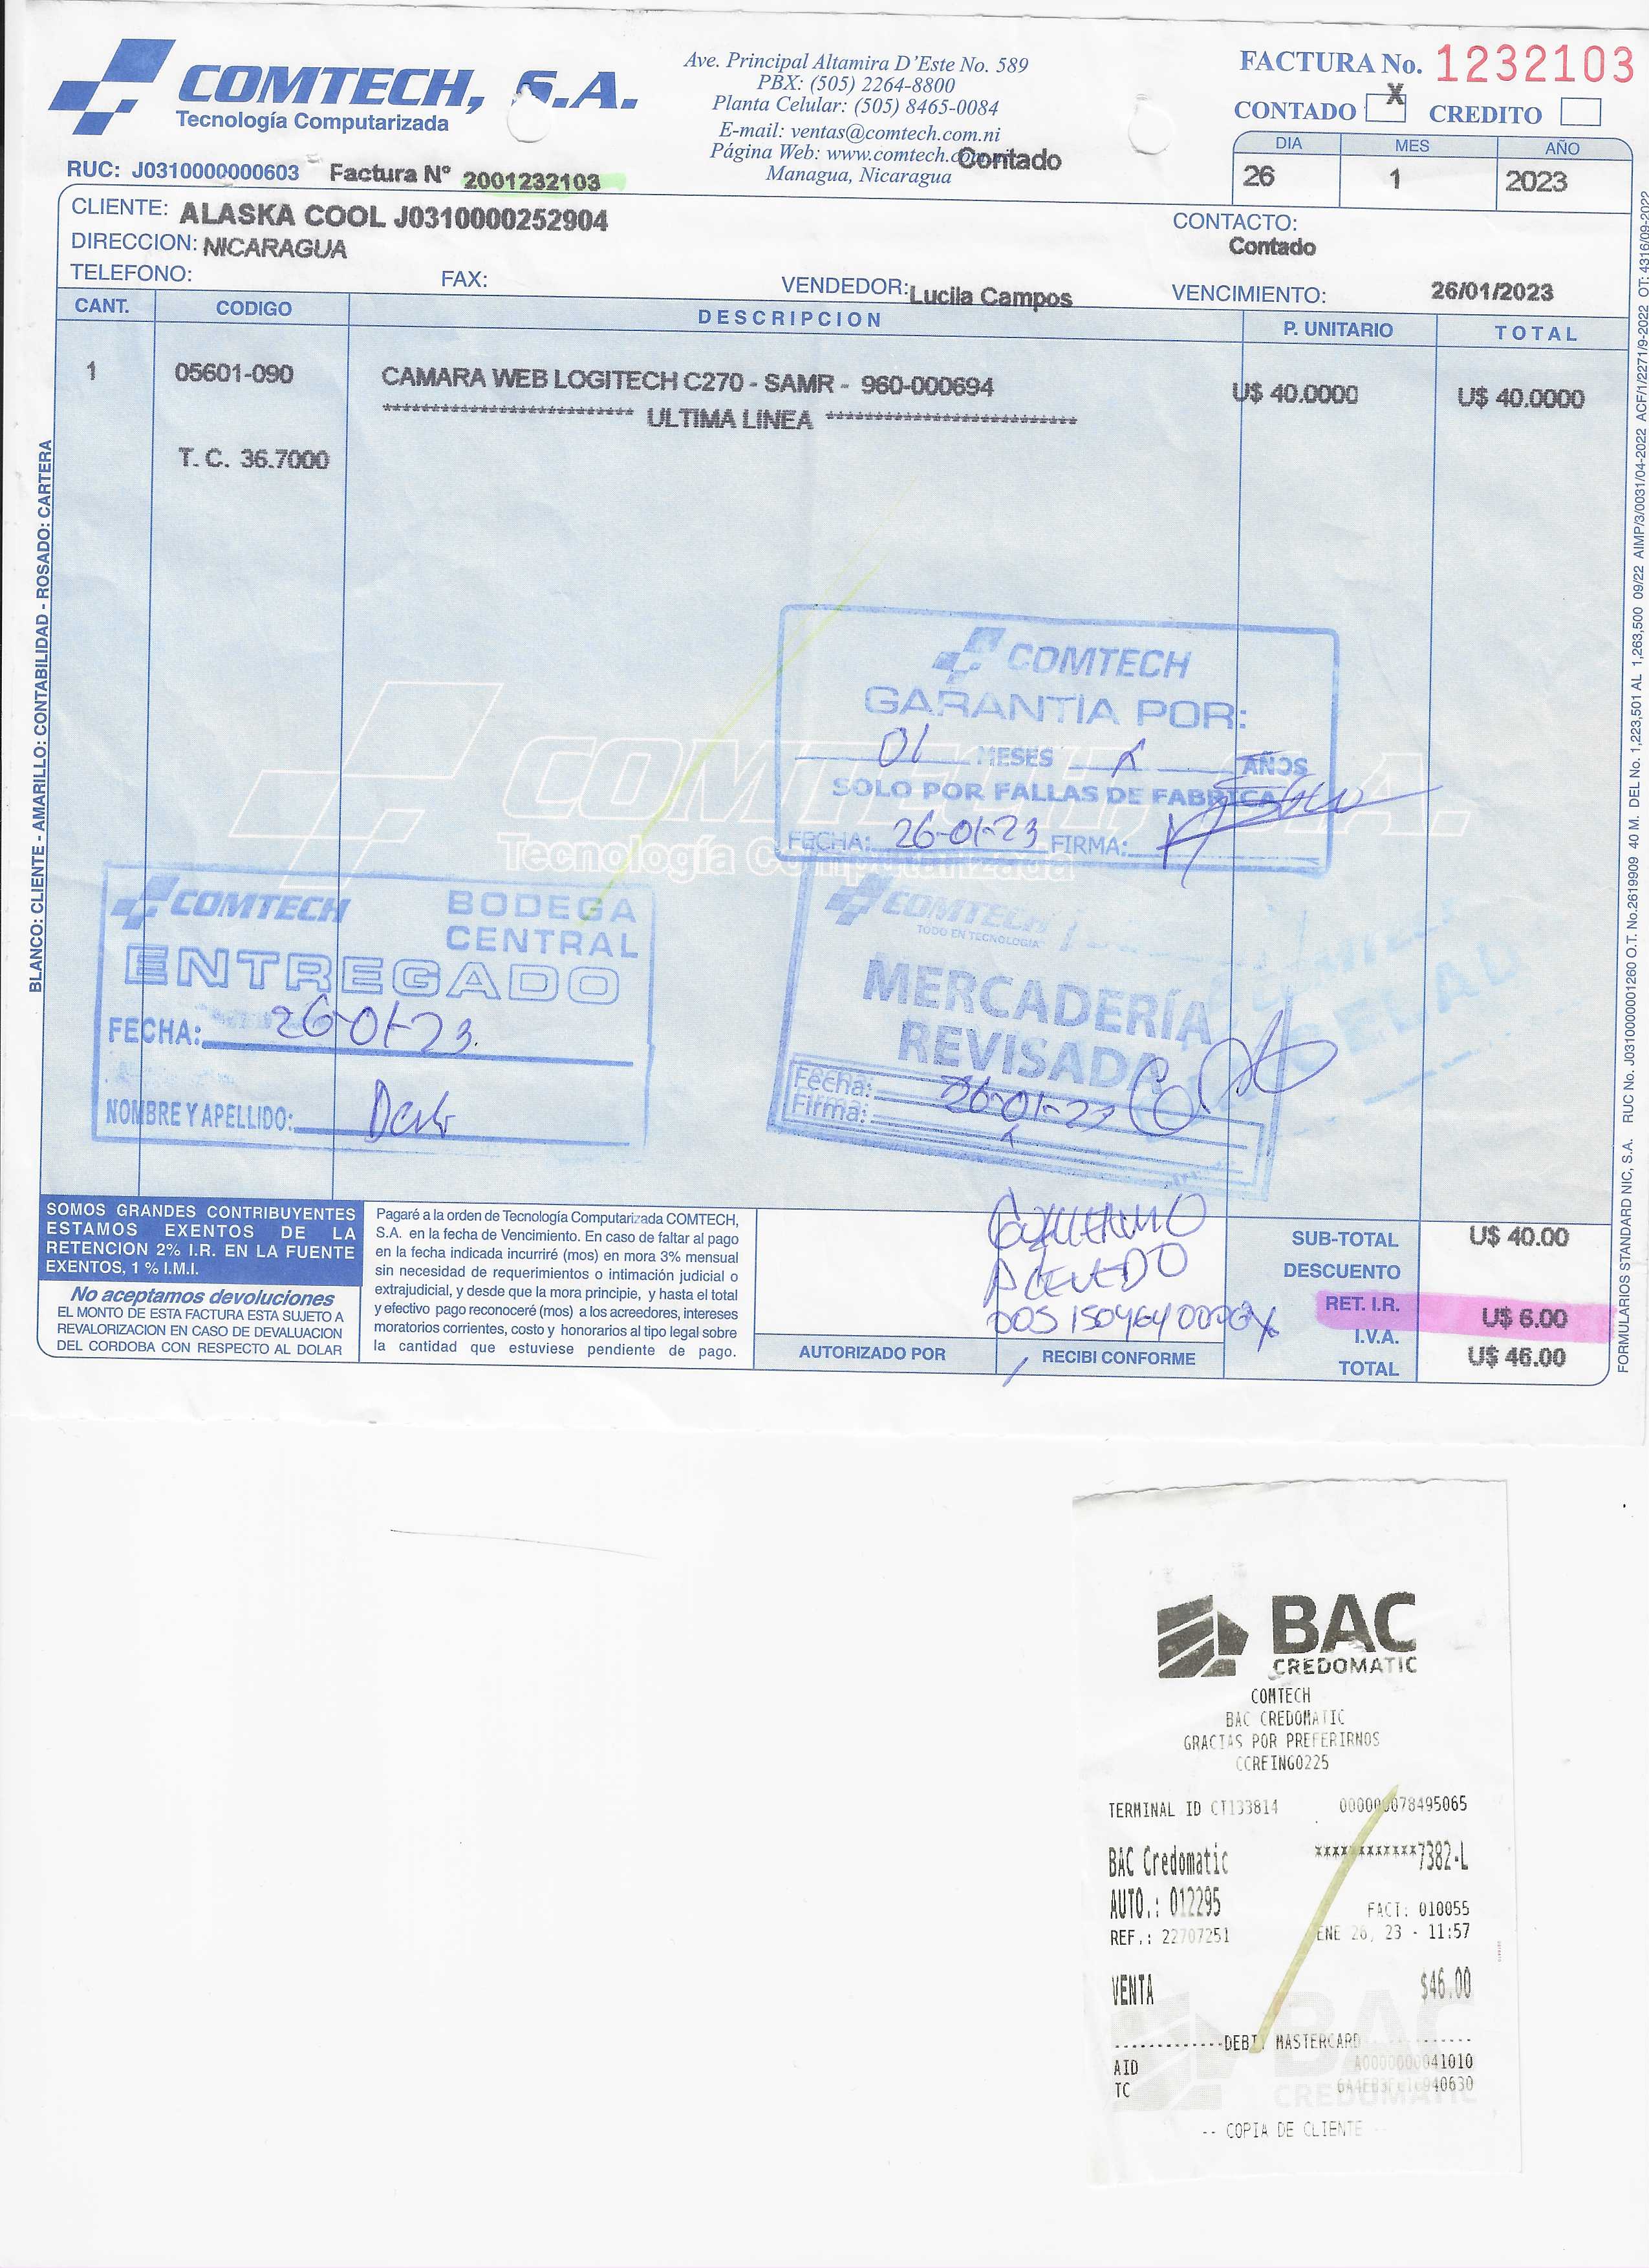 COMTECH, S.A.
Tecnología Computarizada
Ave. Principal Altamira D'Este No. 589
PBX: (505) 2264-8800
Planta Celular: (505) 8465-0084
E-mail: ventas@comtech.com.ni
Página Web: www.comtech.
Managua, Nicaragua
Contado
FACTURA No. 1232103
CONTADO X CREDITO
DIA MES AÑO
26 1 2023
RUC: J0310000000603 Factura N° 2001232103
CLIENTE: ALASKA COOL J0310000252904
DIRECCION: NICARAGUA
TELEFONO: FAX: VENDEDOR: Lucila Campos
CONTACTO:
Contado
VENCIMIENTO: 26/01/2023
CANT. CODIGO DESCRIPCION P. UNITARIO TOTAL
1 05601-090 CAMARA WEB LOGITECH C270 - SAMR - 960-000694 U$ 40.0000 U$ 40.0000
************************* ULTIMA LINEA *************************
T. C. 36.7000
COMTECH, S.A.
Tecnología Computarizada
COMTECH
GARANTIA POR:
01 MESES AÑOS
SOLO POR FALLAS DE FABRICA
FECHA: 26-01-23 FIRMA:
COMTECH BODEGA CENTRAL
ENTREGADO
FECHA: 26-01-23
NOMBRE Y APELLIDO:
COMTECH
TODO EN TECNOLOGIA
MERCADERÍA
REVISADA
Fecha: 26-01-23
Firma:
SOMOS GRANDES CONTRIBUYENTES
ESTAMOS EXENTOS DE LA
RETENCION 2% I.R. EN LA FUENTE
EXENTOS, 1 % I.M.I.
No aceptamos devoluciones
EL MONTO DE ESTA FACTURA ESTA SUJETO A
REVALORIZACION EN CASO DE DEVALUACION
DEL CORDOBA CON RESPECTO AL DOLAR
Pagaré a la orden de Tecnología Computarizada COMTECH,
S.A. en la fecha de Vencimiento. En caso de faltar al pago
en la fecha indicada incurriré (mos) en mora 3% mensual
sin necesidad de requerimientos o intimación judicial o
extrajudicial, y desde que la mora principie, y hasta el total
y efectivo pago reconoceré (mos) a los acreedores, intereses
moratorios corrientes, costo y honorarios al tipo legal sobre
la cantidad que estuviese pendiente de pago.
GUILLERMO
ACEVEDO
AUTORIZADO POR RECIBI CONFORME
SUB-TOTAL U$ 40.00
DESCUENTO
RET. I.R.
I.V.A. U$ 6.00
TOTAL U$ 46.00
BLANCO: CLIENTE - AMARILLO: CONTABILIDAD - ROSADO: CARTERA
FORMULARIOS STANDARD NIC, S.A. RUC No. J0310000001260 O.T. No.2619909 40 M. DEL No. 1,223,501 AL 1,263,500 09/22 AIMP/3/0031/04-2022 ACF/1/2271/9-2022 OT: 4316/09-2022
BAC
CREDOMATIC
COMTECH
BAC CREDOMATIC
GRACIAS POR PREFERIRNOS
CCREING0225
TERMINAL ID CT133814 000000078495065
BAC Credomatic ************7382-L
AUTO.: 012295
FACT: 010055
REF.: 22707251 ENE 26, 23 - 11:57
VENTA $46.00
------------DEBIT MASTERCARD------------
AID A0000000041010
TC
-- COPIA DE CLIENTE --